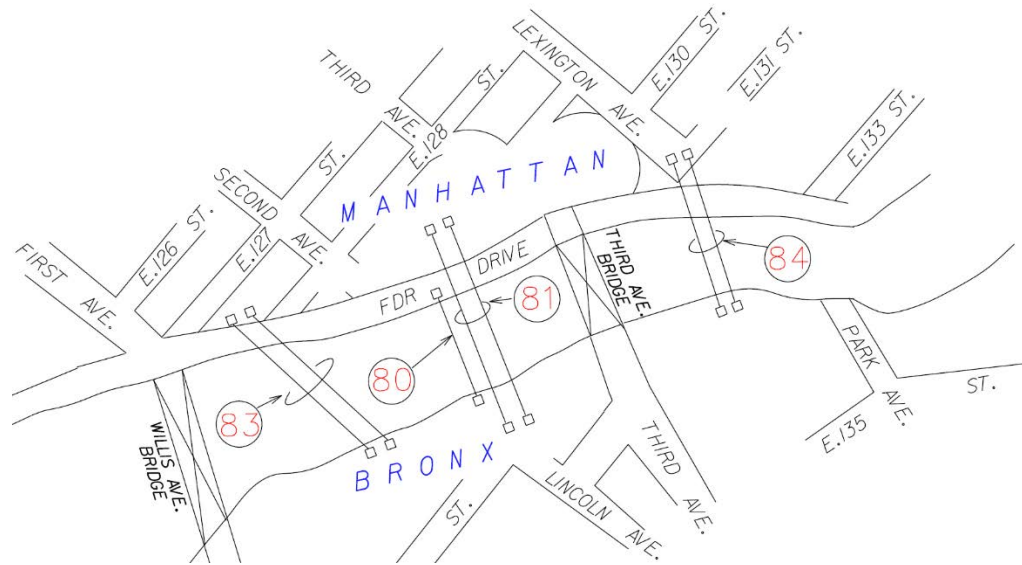 LEXINGTON AVE.
E.130 ST.
E.131 ST.
THIRD AVE.
E.128 ST.
E.133 ST.
SECOND AVE.
ST.
E.127
E.126 ST.
FIRST AVE.
MANHATTAN
FDR DRIVE
THIRD AVE.
BRIDGE
84
81
80
83
PARK AVE.
ST.
E.135
WILLIS AVE.
BRIDGE
BRONX
THIRD AVE.
LINCOLN AVE.
ST.